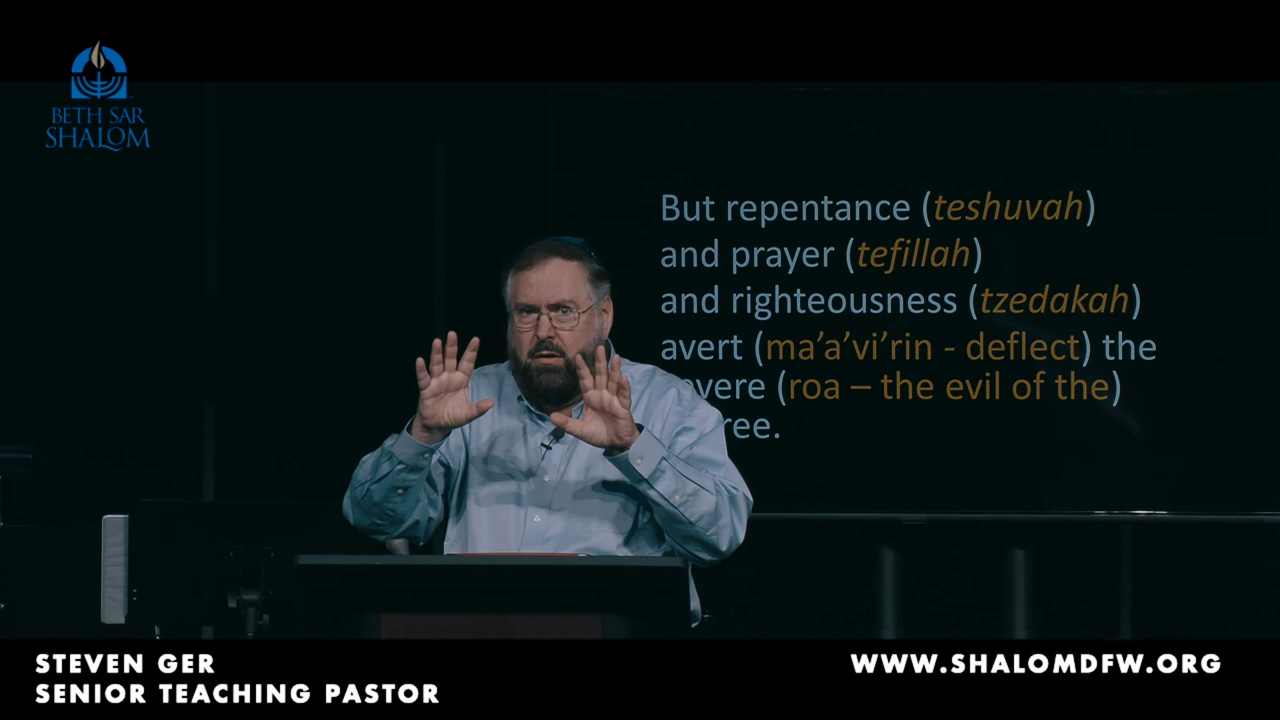 BETH SAR
SHALOM
But repentance (teshuvah)
and prayer (tefillah)
and righteousness (tzedakah)
avert (ma’a’vi’rin - deflect) the
(roa – the evil of the)
STEVEN GER
SENIOR TEACHING PASTOR
WWW.SHALOMDFW.ORG